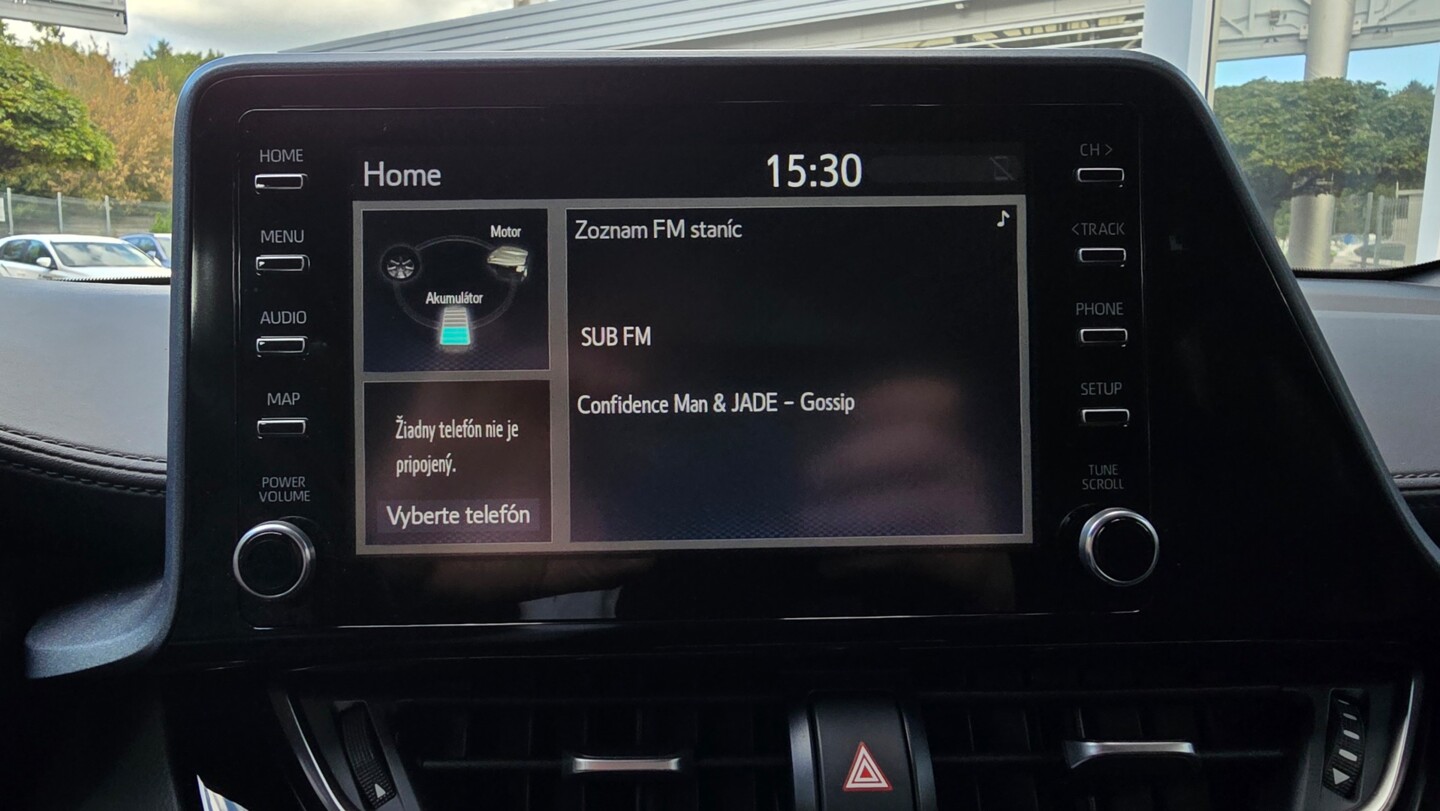 HOME
MENU
AUDIO
MAP
POWER
VOLUME
Home
15:30
Motor
Akumulátor
Žiadny telefón nie je
pripojený.
Vyberte telefón
Zoznam FM staníc
SUB FM
Confidence Man & JADE – Gossip
CH >
<TRACK
PHONE
SETUP
TUNE
SCROLL